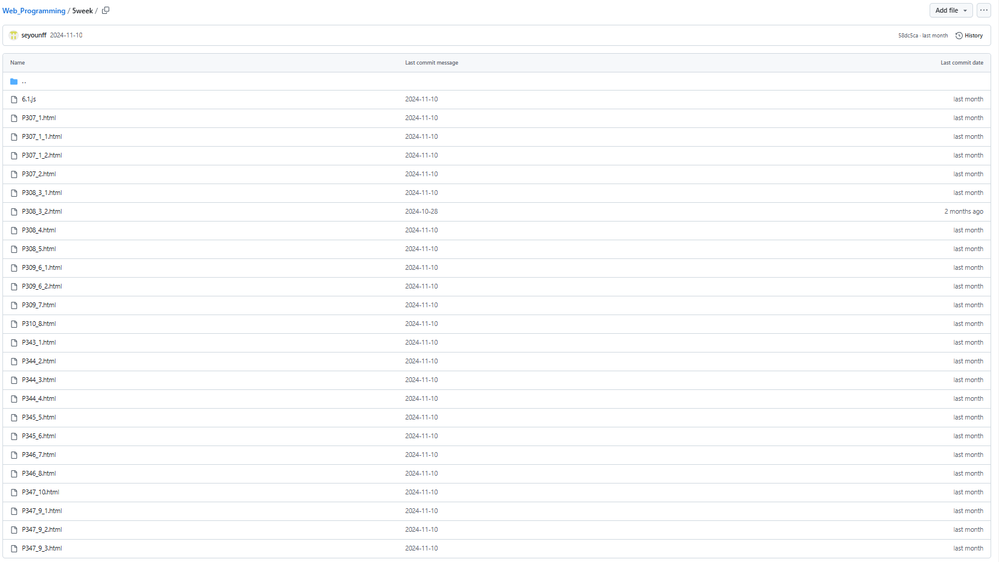 Web_Programming / 5week /
Add file
seyounff 2024-11-10
58dc5ca · last month History
Name Last commit message Last commit date
..
6.1.js 2024-11-10 last month
P307_1.html 2024-11-10 last month
P307_1_1.html 2024-11-10 last month
P307_1_2.html 2024-11-10 last month
P307_2.html 2024-11-10 last month
P308_3_1.html 2024-11-10 last month
P308_3_2.html 2024-10-28 2 months ago
P308_4.html 2024-11-10 last month
P308_5.html 2024-11-10 last month
P309_6_1.html 2024-11-10 last month
P309_6_2.html 2024-11-10 last month
P309_7.html 2024-11-10 last month
P310_8.html 2024-11-10 last month
P343_1.html 2024-11-10 last month
P344_2.html 2024-11-10 last month
P344_3.html 2024-11-10 last month
P344_4.html 2024-11-10 last month
P345_5.html 2024-11-10 last month
P345_6.html 2024-11-10 last month
P346_7.html 2024-11-10 last month
P346_8.html 2024-11-10 last month
P347_10.html 2024-11-10 last month
P347_9_1.html 2024-11-10 last month
P347_9_2.html 2024-11-10 last month
P347_9_3.html 2024-11-10 last month